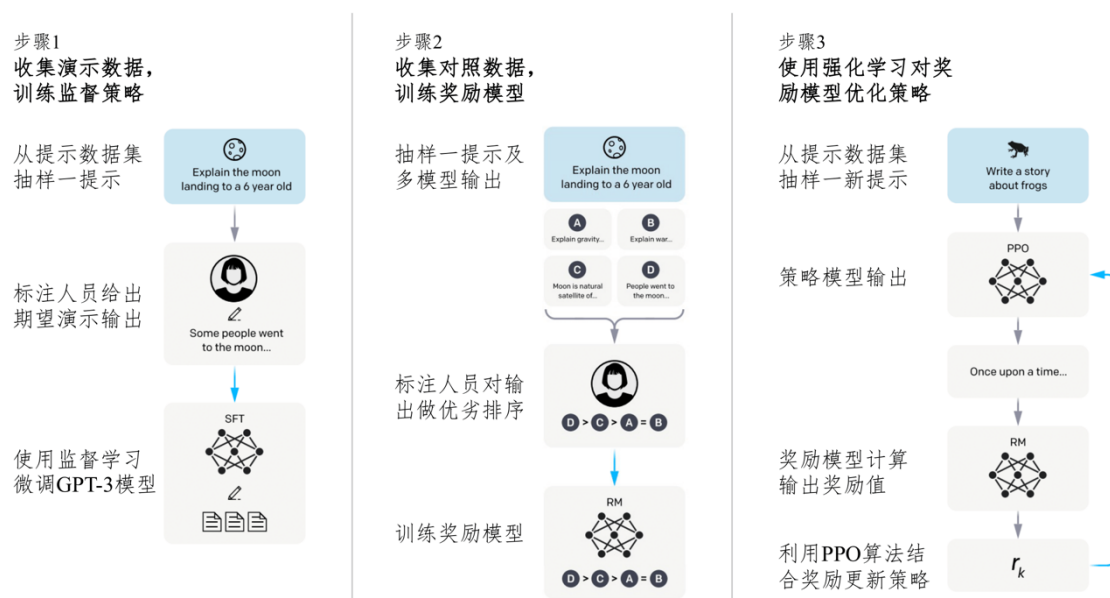 步骤1
收集演示数据,
训练监督策略
从提示数据集
抽样一提示
Explain the moon
landing to a 6 year old
标注人员给出
期望演示输出
Some people went
to the moon...
使用监督学习
微调GPT-3模型
SFT
步骤2
收集对照数据,
训练奖励模型
抽样一提示及
多模型输出
Explain the moon
landing to a 6 year old
A
Explain gravity...
B
Explain war...
C
Moon is natural
satellite of...
D
People went to
the moon...
标注人员对输
出做优劣排序
D > C > A = B
训练奖励模型
RM
D > C > A = B
步骤3
使用强化学习对奖
励模型优化策略
从提示数据集
抽样一新提示
Write a story
about frogs
策略模型输出
PPO
Once upon a time...
奖励模型计算
输出奖励值
RM
利用PPO算法结
合奖励更新策略
rk